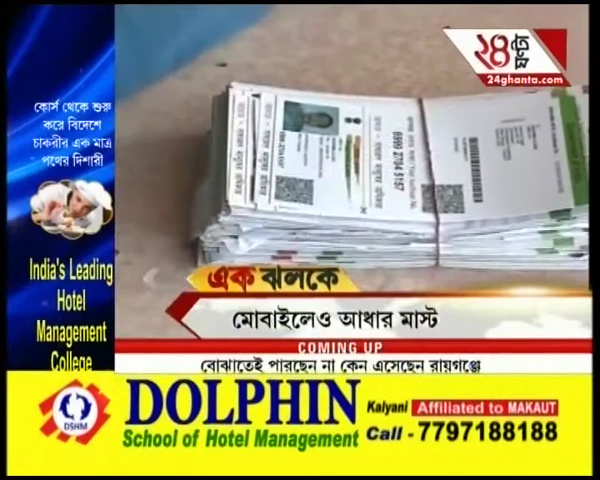 ২৪ ঘণ্টা
24ghanta.com
কোর্স থেকে শুরু
করে বিদেশে
চাকরীর এক মাত্র
পথের দিশারী
India's Leading
Hotel
Management
College
এক ঝলকে
মোবাইলেও আধার মাস্ট
COMING UP
বোঝাতেই পারছেন না কেন এসেছেন রায়গঞ্জে
DSHM
DOLPHIN
School of Hotel Management
Kalyani Affiliated to MAKAUT
Call - 7797188188